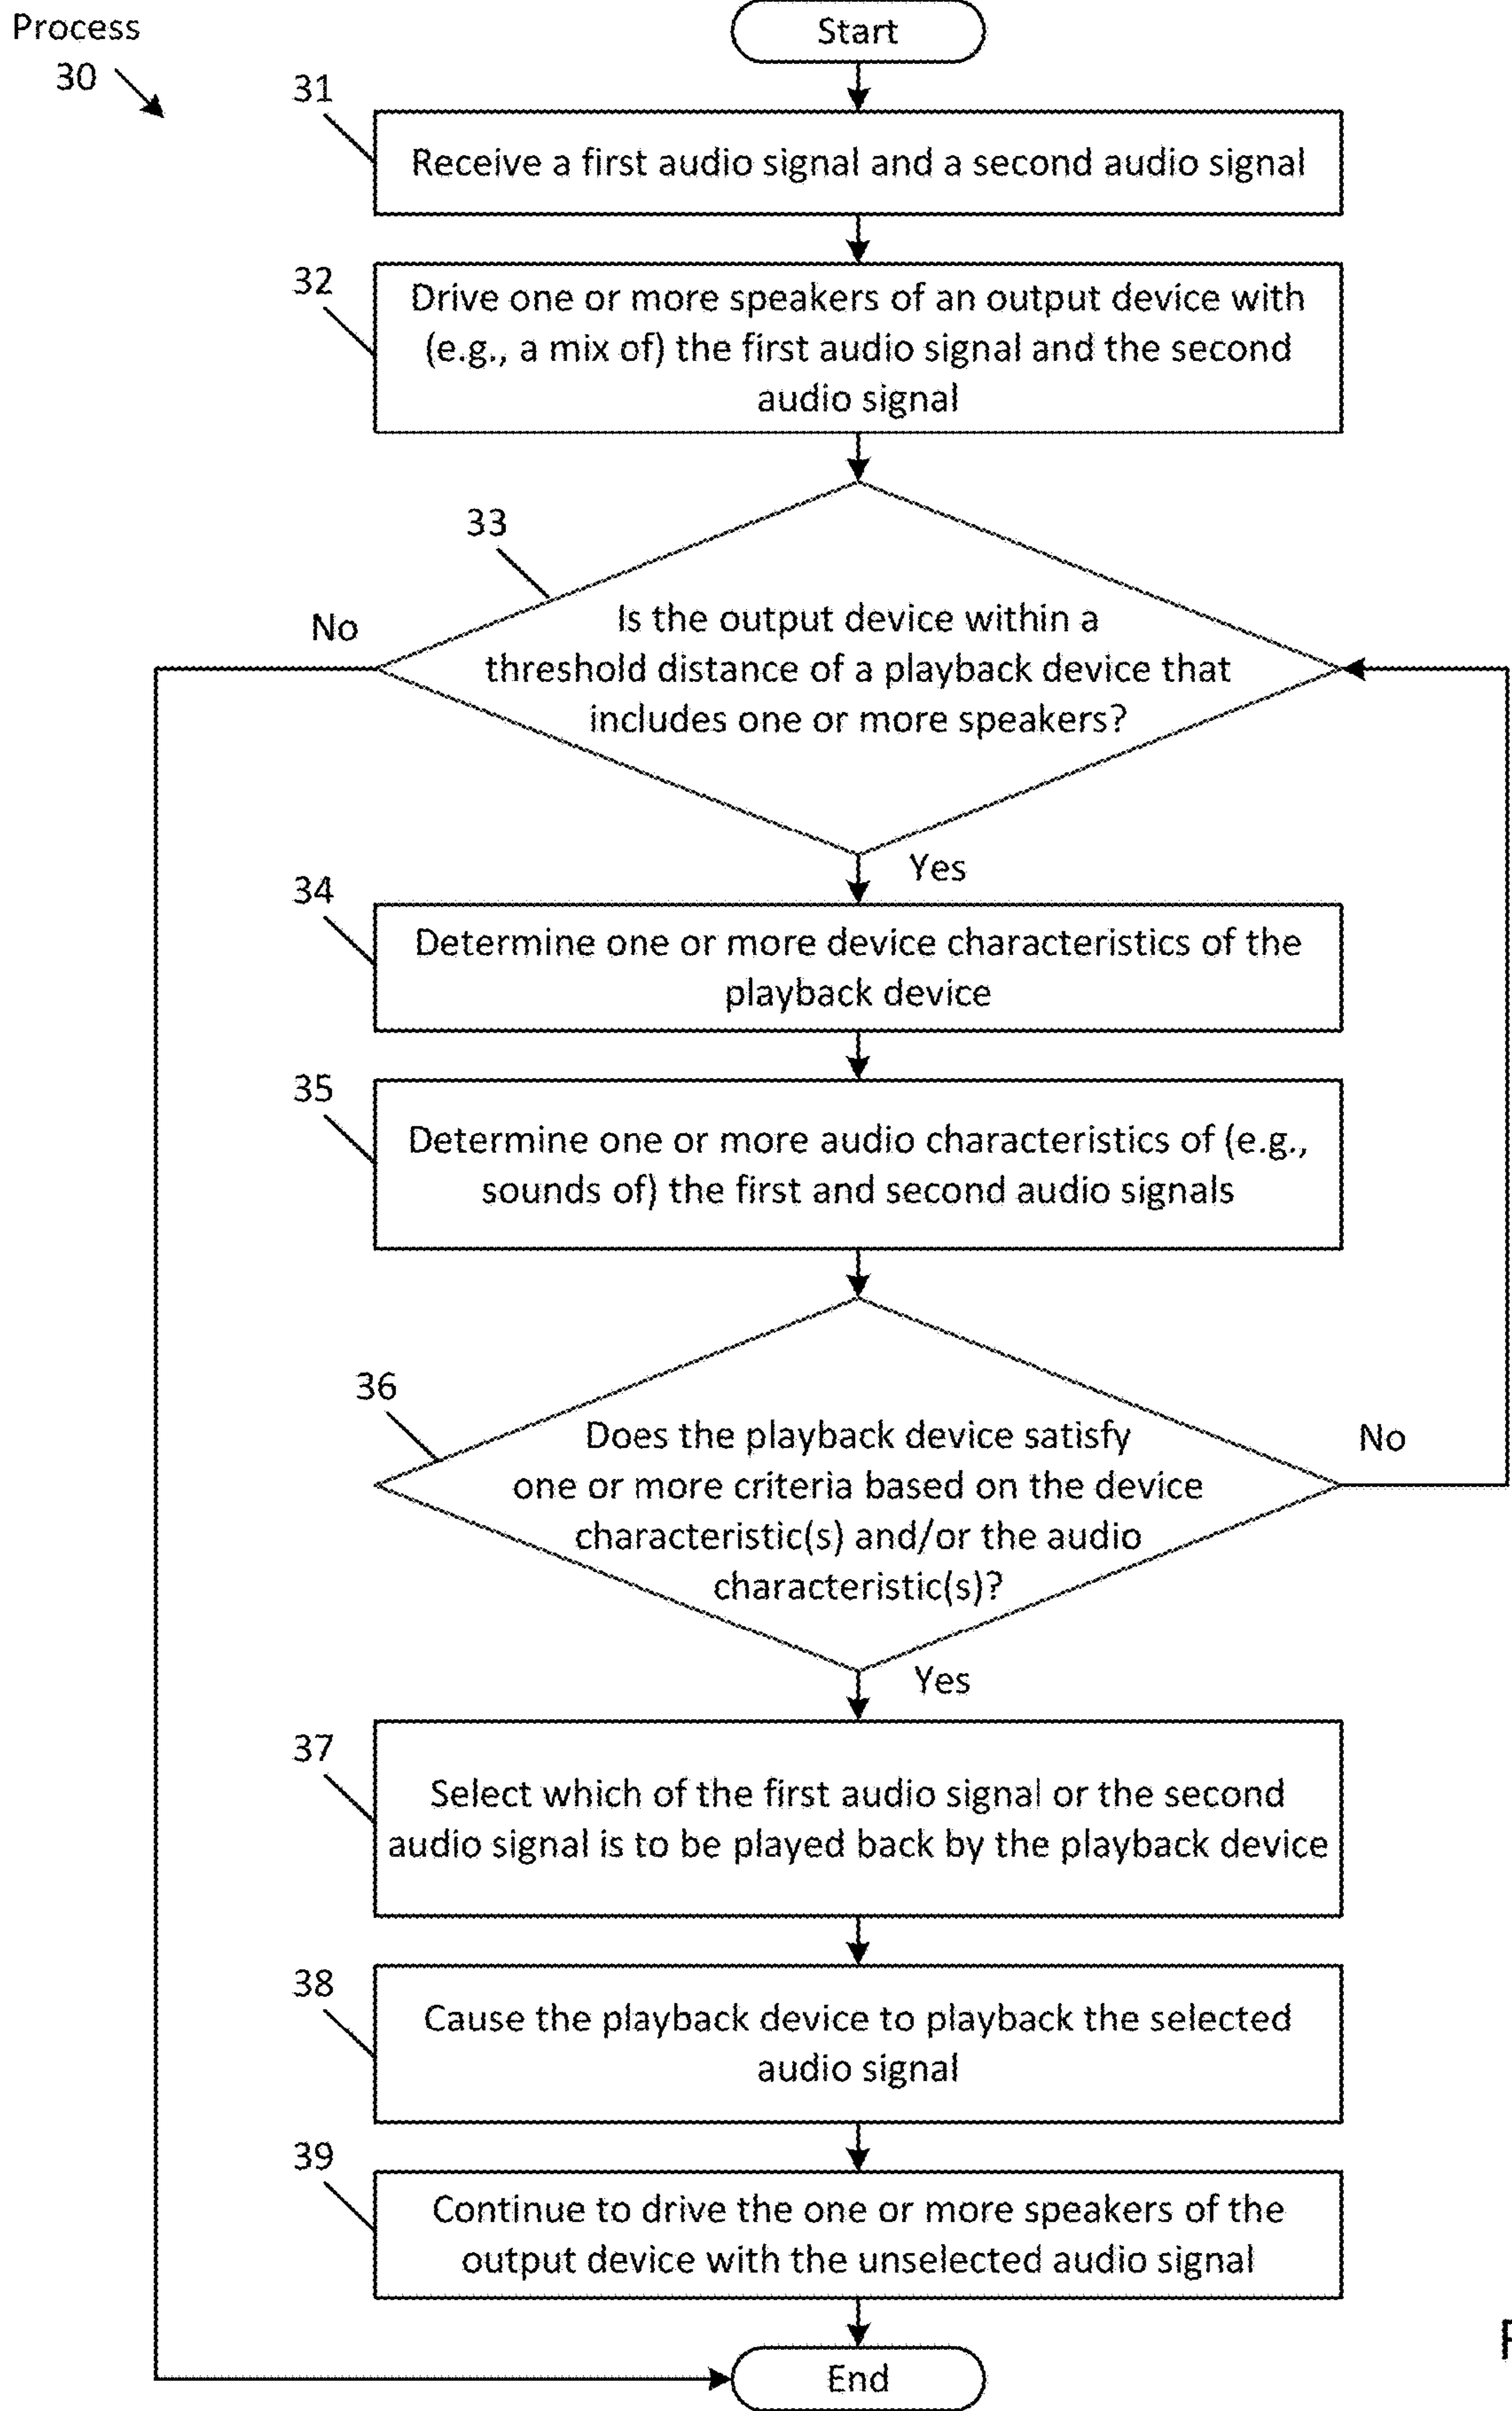 Process
30
Start
31
Receive a first audio signal and a second audio signal
32
Drive one or more speakers of an output device with
(e.g., a mix of) the first audio signal and the second
audio signal
33
No
Is the output device within a
threshold distance of a playback device that
includes one or more speakers?
Yes
34
Determine one or more device characteristics of the
playback device
35
Determine one or more audio characteristics of (e.g.,
sounds of) the first and second audio signals
36
Does the playback device satisfy
one or more criteria based on the device
characteristic(s) and/or the audio
characteristic(s)?
No
Yes
37
Select which of the first audio signal or the second
audio signal is to be played back by the playback device
38
Cause the playback device to playback the selected
audio signal
39
Continue to drive the one or more speakers of the
output device with the unselected audio signal
End